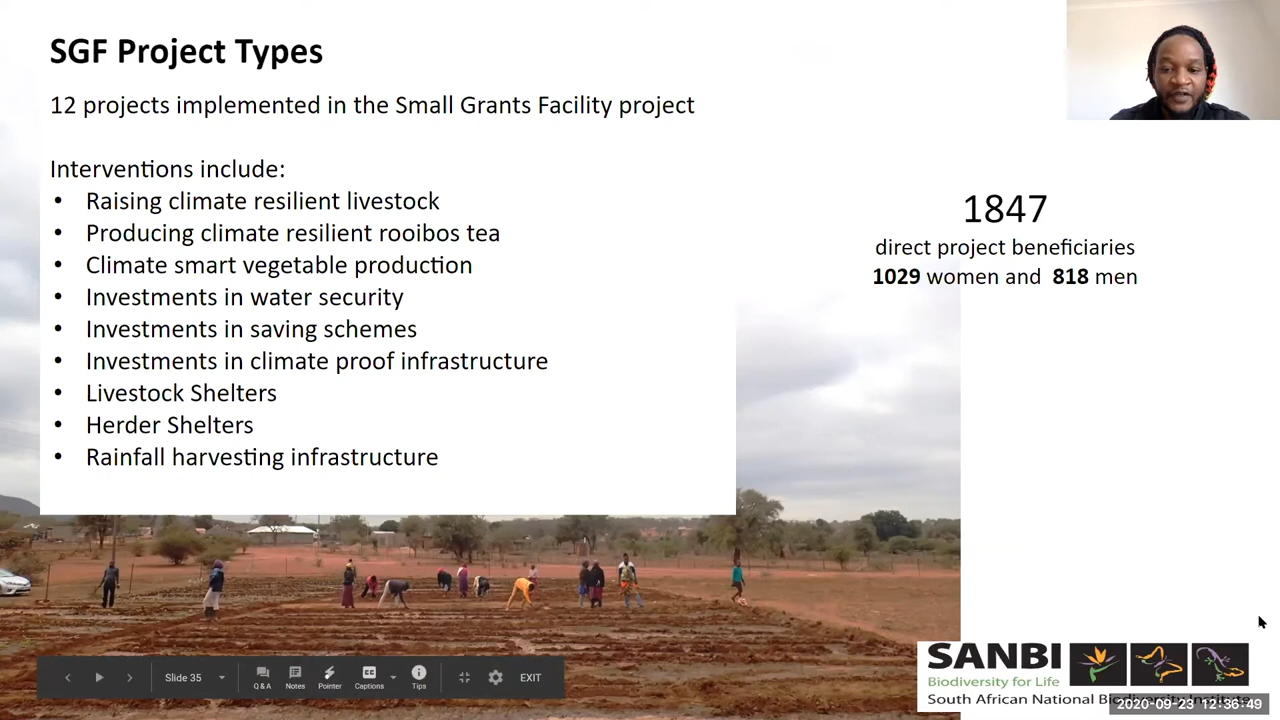 SGF Project Types
12 projects implemented in the Small Grants Facility project
Interventions include:
• Raising climate resilient livestock
• Producing climate resilient rooibos tea
• Climate smart vegetable production
• Investments in water security
• Investments in saving schemes
• Investments in climate proof infrastructure
• Livestock Shelters
• Herder Shelters
• Rainfall harvesting infrastructure
1847
direct project beneficiaries
1029 women and 818 men
Slide 35
Q & A
Notes
Pointer
Captions
Tips
EXIT
SANBI
Biodiversity for Life
South African National Biodiversity Institute
2020-09-23 12:36:49